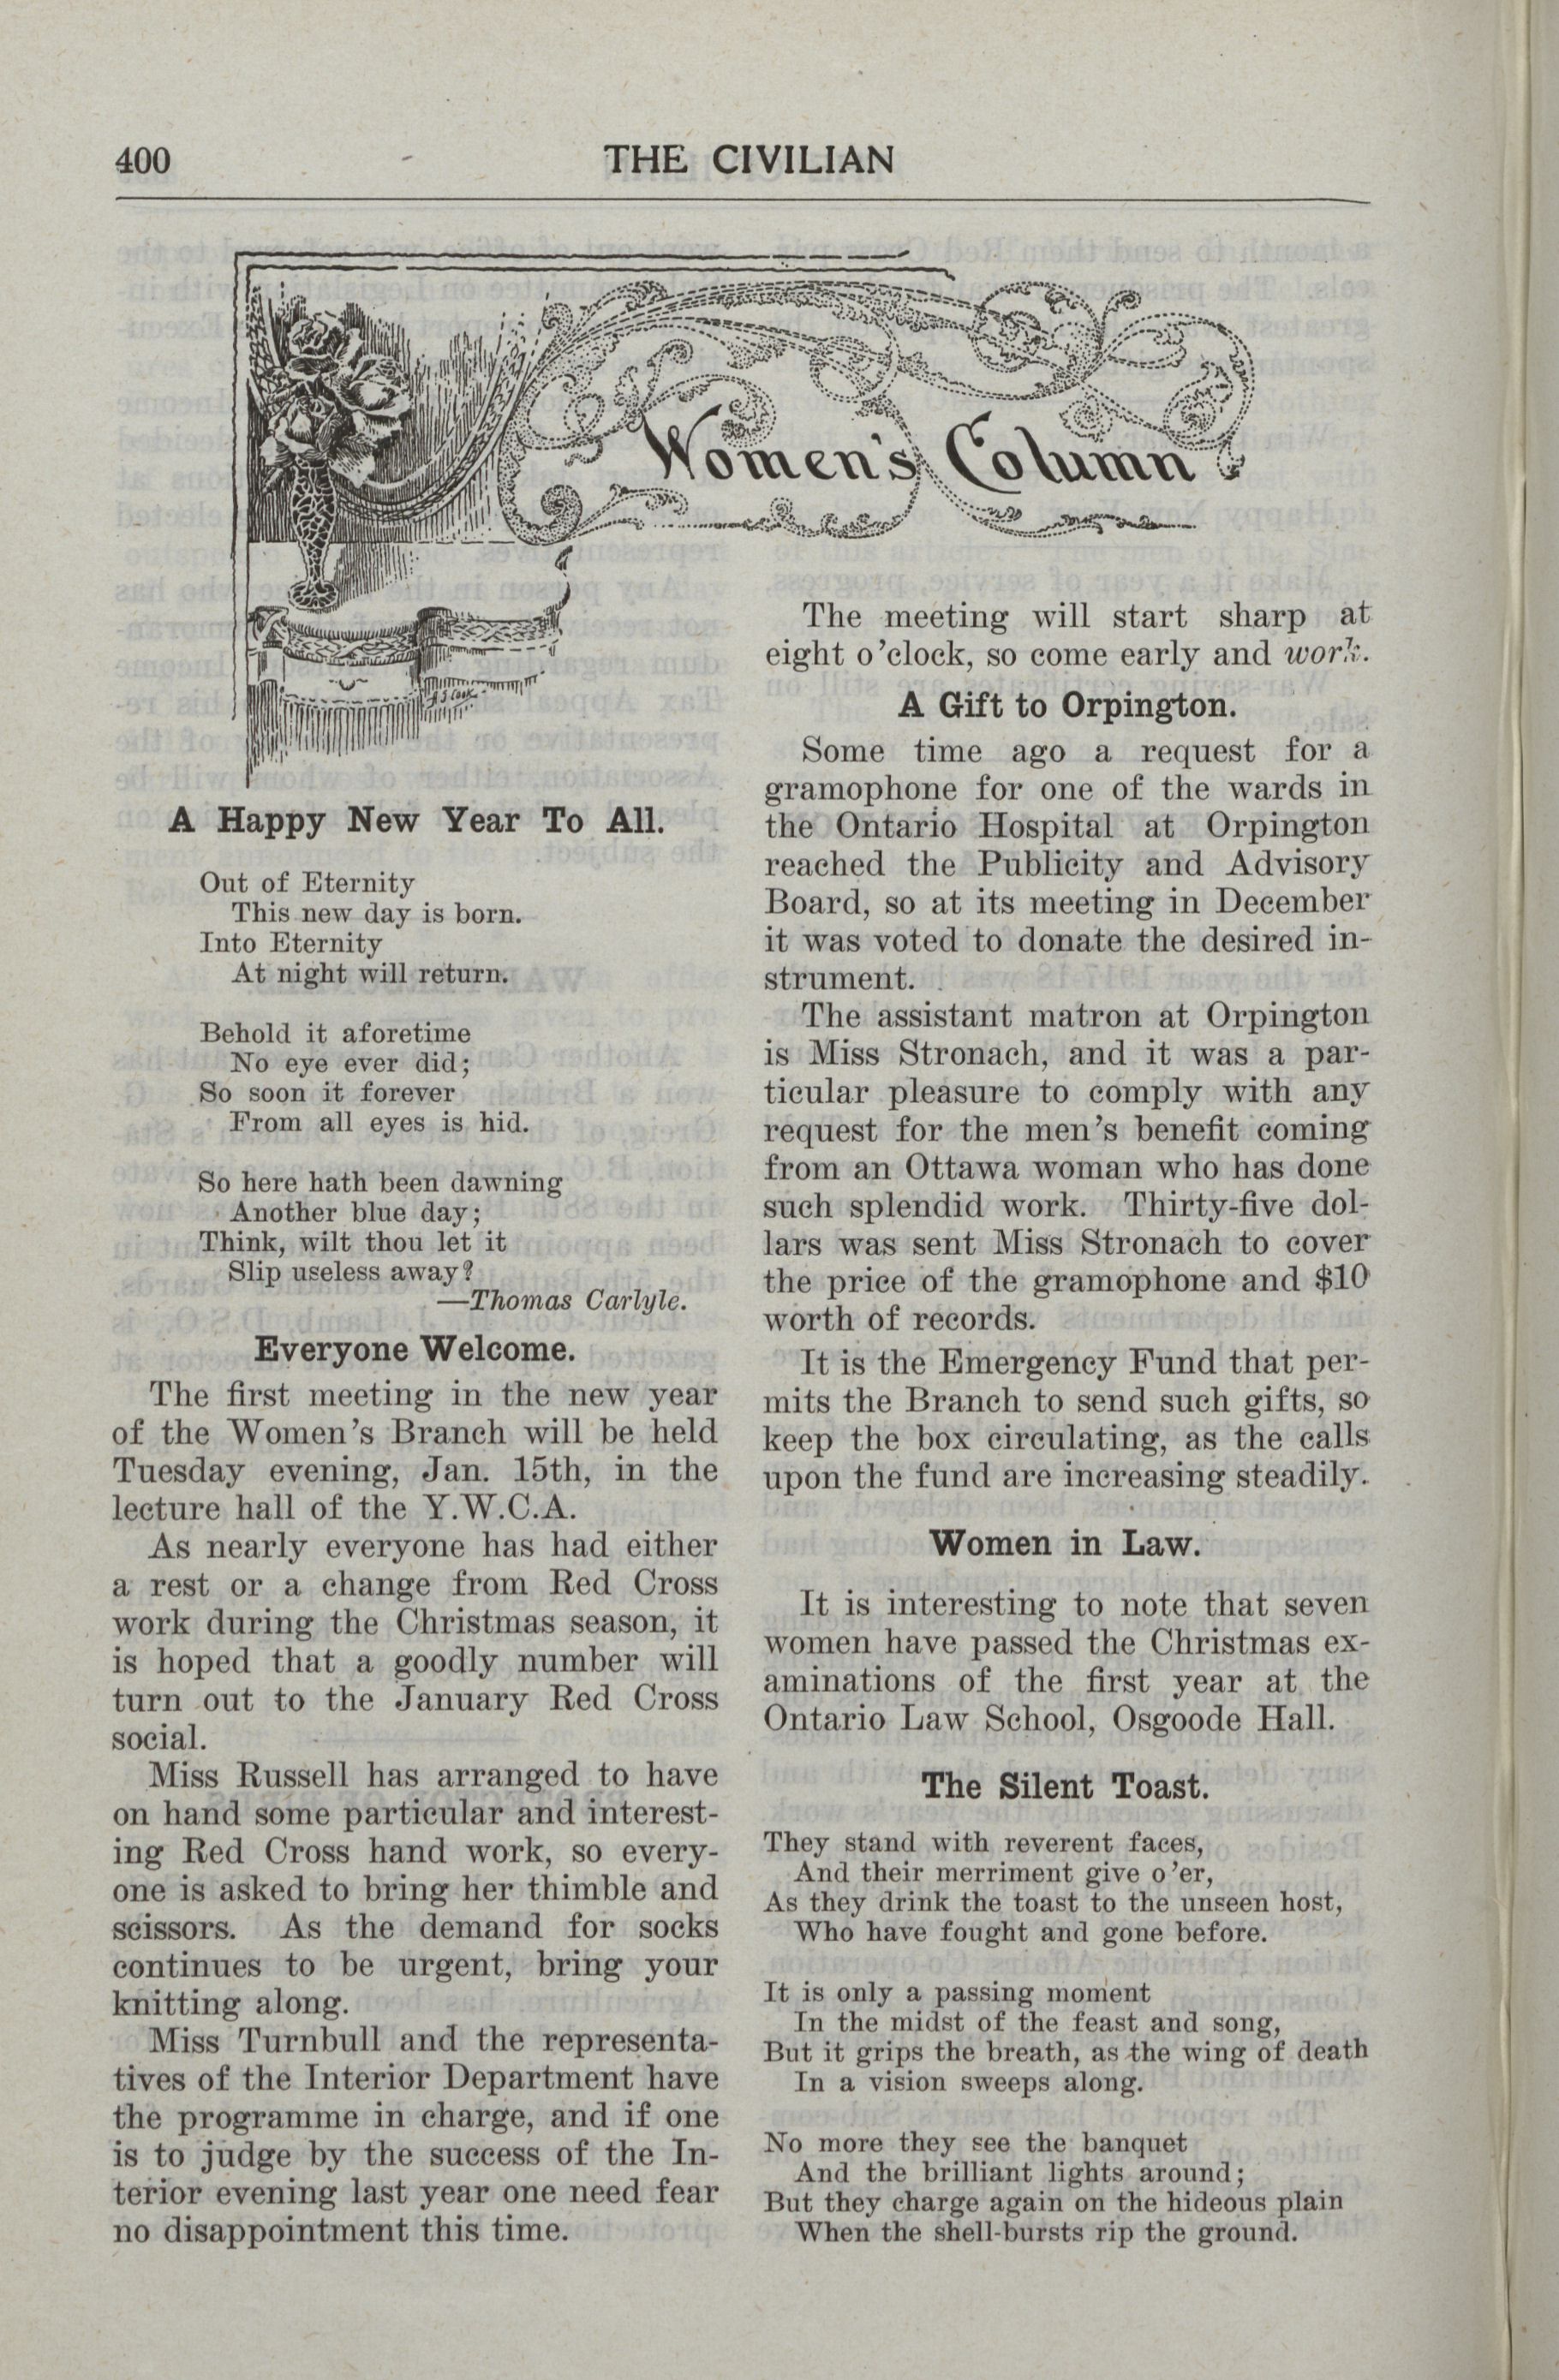 400
THE CIVILIAN
Women's Column
A Happy New Year To All.
Out of Eternity
This new day is born.
Into Eternity
At night will return.
Behold it aforetime
No eye ever did;
So soon it forever
From all eyes is hid.
So here hath been dawning
Another blue day;
Think, wilt thou let it
Slip useless away?
—Thomas Carlyle.
Everyone Welcome.
The first meeting in the new year
of the Women's Branch will be held
Tuesday evening, Jan. 15th, in the
lecture hall of the Y.W.C.A.
As nearly everyone has had either
a rest or a change from Red Cross
work during the Christmas season, it
is hoped that a goodly number will
turn out to the January Red Cross
social.
Miss Russell has arranged to have
on hand some particular and interest-
ing Red Cross hand work, so every-
one is asked to bring her thimble and
scissors. As the demand for socks
continues to be urgent, bring your
knitting along.
Miss Turnbull and the representa-
tives of the Interior Department have
the programme in charge, and if one
is to judge by the success of the In-
terior evening last year one need fear
no disappointment this time.
The meeting will start sharp at
eight o'clock, so come early and work.
A Gift to Orpington.
Some time ago a request for a
gramophone for one of the wards in
the Ontario Hospital at Orpington
reached the Publicity and Advisory
Board, so at its meeting in December
it was voted to donate the desired in-
strument.
The assistant matron at Orpington
is Miss Stronach, and it was a par-
ticular pleasure to comply with any
request for the men's benefit coming
from an Ottawa woman who has done
such splendid work. Thirty-five dol-
lars was sent Miss Stronach to cover
the price of the gramophone and $10
worth of records.
It is the Emergency Fund that per-
mits the Branch to send such gifts, so
keep the box circulating, as the calls
upon the fund are increasing steadily.
Women in Law.
It is interesting to note that seven
women have passed the Christmas ex-
aminations of the first year at the
Ontario Law School, Osgoode Hall.
The Silent Toast.
They stand with reverent faces,
And their merriment give o'er,
As they drink the toast to the unseen host,
Who have fought and gone before.
It is only a passing moment
In the midst of the feast and song,
But it grips the breath, as the wing of death
In a vision sweeps along.
No more they see the banquet
And the brilliant lights around;
But they charge again on the hideous plain
When the shell-bursts rip the ground.